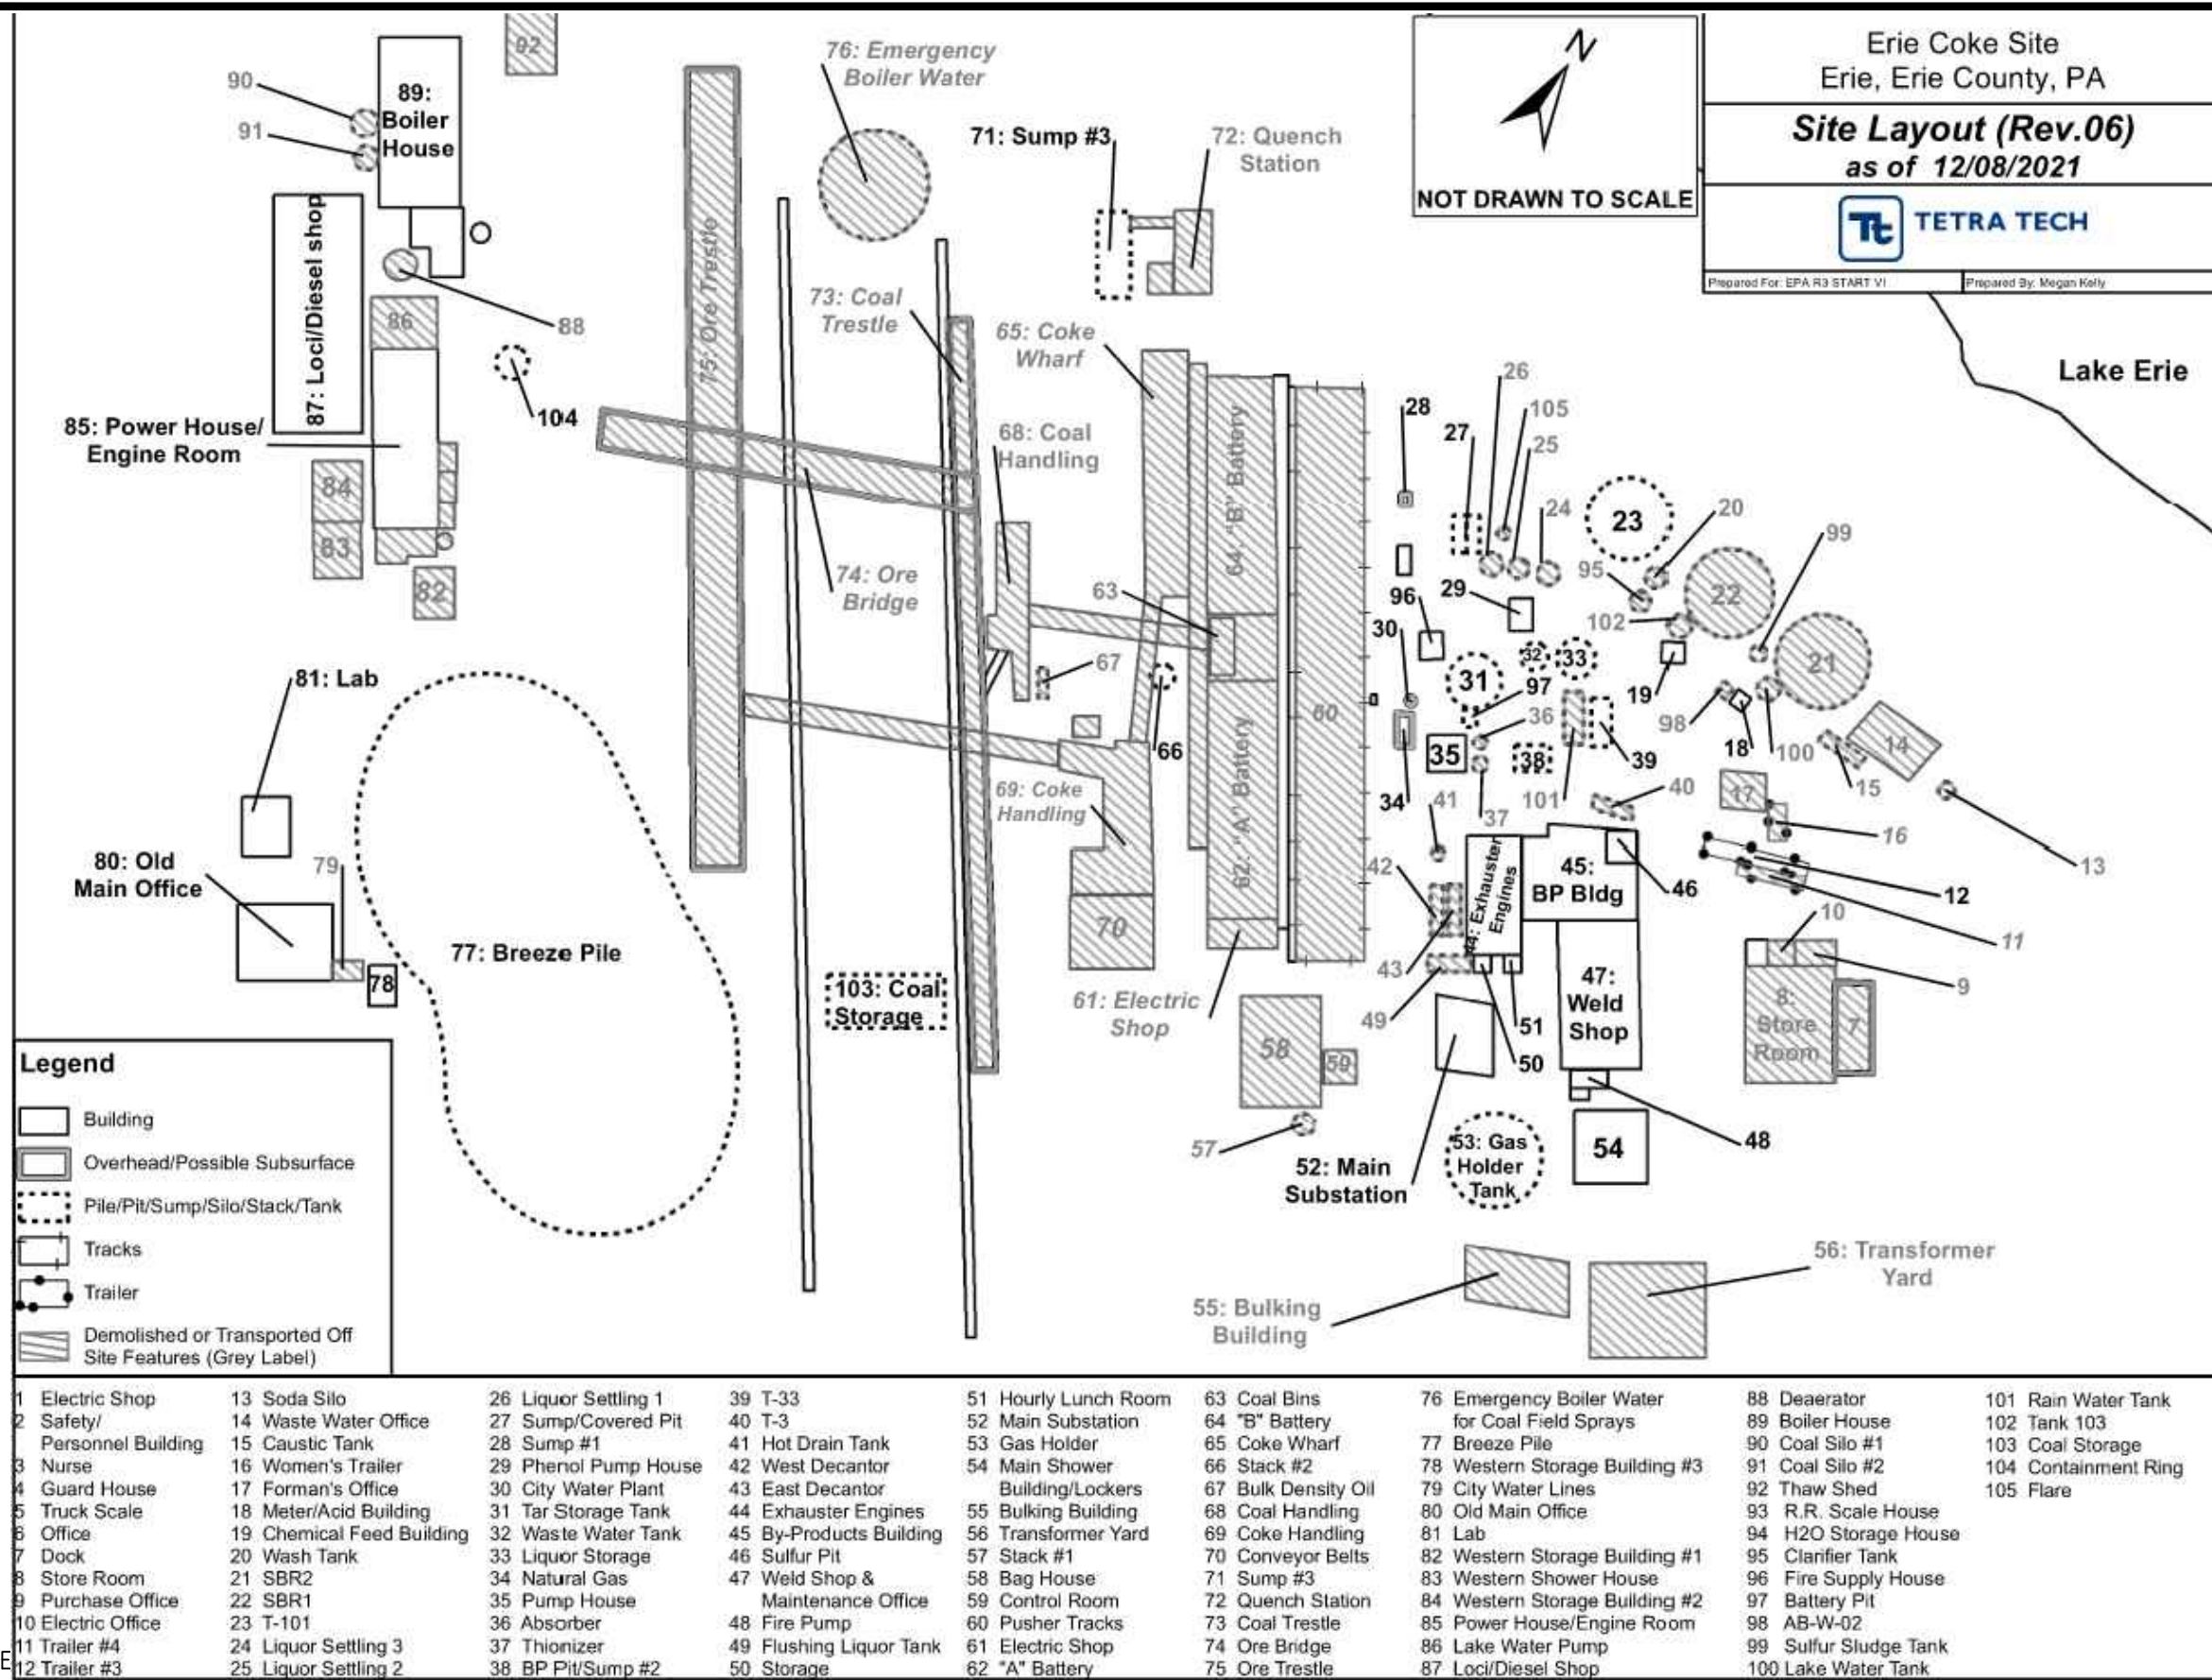 Erie Coke Site
Erie, Erie County, PA
Site Layout (Rev.06)
as of 12/08/2021
Tt TETRA TECH
Prepared For: EPA R3 START VI
Prepared By: Megan Kelly
N
NOT DRAWN TO SCALE
Lake Erie
92
90
91
89:
Boiler
House
87: Loci/Diesel shop
88
86
104
85: Power House/
Engine Room
84
83
82
75: Ore Trestle
76: Emergency
Boiler Water
71: Sump #3
72: Quench
Station
73: Coal
Trestle
65: Coke
Wharf
68: Coal
Handling
74: Ore
Bridge
63
64: "B" Battery
67
66
60
62: "A" Battery
69: Coke
Handling
70
61: Electric
Shop
81: Lab
80: Old
Main Office
79
78
77: Breeze Pile
103: Coal
Storage
28
27
26
105
25
24
23
20
99
95
22
29
96
30
102
32
33
31
97
19
21
98
18
100
14
15
13
36
35
38
39
34
41
37
101
40
17
16
42
44: Exhauster
Engines
45:
BP Bldg
46
12
11
10
9
43
49
51
50
47:
Weld
Shop
8:
Store
Room
7
58
59
57
52: Main
Substation
53: Gas
Holder
Tank
54
48
55: Bulking
Building
56: Transformer
Yard
Legend
Building
Overhead/Possible Subsurface
Pile/Pit/Sump/Silo/Stack/Tank
Tracks
Trailer
Demolished or Transported Off
Site Features (Grey Label)
1 Electric Shop
2 Safety/
Personnel Building
3 Nurse
4 Guard House
5 Truck Scale
6 Office
7 Dock
8 Store Room
9 Purchase Office
10 Electric Office
11 Trailer #4
12 Trailer #3
13 Soda Silo
14 Waste Water Office
15 Caustic Tank
16 Women's Trailer
17 Forman's Office
18 Meter/Acid Building
19 Chemical Feed Building
20 Wash Tank
21 SBR2
22 SBR1
23 T-101
24 Liquor Settling 3
25 Liquor Settling 2
26 Liquor Settling 1
27 Sump/Covered Pit
28 Sump #1
29 Phenol Pump House
30 City Water Plant
31 Tar Storage Tank
32 Waste Water Tank
33 Liquor Storage
34 Natural Gas
35 Pump House
36 Absorber
37 Thionizer
38 BP Pit/Sump #2
39 T-33
40 T-3
41 Hot Drain Tank
42 West Decantor
43 East Decantor
44 Exhauster Engines
45 By-Products Building
46 Sulfur Pit
47 Weld Shop &
Maintenance Office
48 Fire Pump
49 Flushing Liquor Tank
50 Storage
51 Hourly Lunch Room
52 Main Substation
53 Gas Holder
54 Main Shower
Building/Lockers
55 Bulking Building
56 Transformer Yard
57 Stack #1
58 Bag House
59 Control Room
60 Pusher Tracks
61 Electric Shop
62 "A" Battery
63 Coal Bins
64 "B" Battery
65 Coke Wharf
66 Stack #2
67 Bulk Density Oil
68 Coal Handling
69 Coke Handling
70 Conveyor Belts
71 Sump #3
72 Quench Station
73 Coal Trestle
74 Ore Bridge
75 Ore Trestle
76 Emergency Boiler Water
for Coal Field Sprays
77 Breeze Pile
78 Western Storage Building #3
79 City Water Lines
80 Old Main Office
81 Lab
82 Western Storage Building #1
83 Western Shower House
84 Western Storage Building #2
85 Power House/Engine Room
86 Lake Water Pump
87 Loci/Diesel Shop
88 Deaerator
89 Boiler House
90 Coal Silo #1
91 Coal Silo #2
92 Thaw Shed
93 R.R. Scale House
94 H2O Storage House
95 Clarifier Tank
96 Fire Supply House
97 Battery Pit
98 AB-W-02
99 Sulfur Sludge Tank
100 Lake Water Tank
101 Rain Water Tank
102 Tank 103
103 Coal Storage
104 Containment Ring
105 Flare
E